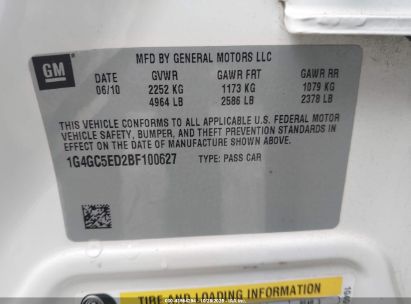 GM
MFD BY GENERAL MOTORS LLC
DATE GVWR GAWR FRT GAWR RR
06/10 2252 KG 1173 KG 1079 KG
4964 LB 2586 LB 2378 LB
THIS VEHICLE CONFORMS TO ALL APPLICABLE U.S. FEDERAL MOTOR
VEHICLE SAFETY, BUMPER, AND THEFT PREVENTION STANDARDS IN
EFFECT ON THE DATE OF MANUFACTURE SHOWN ABOVE.
1G4GC5ED2BF100627 TYPE: PASS CAR
TIRE AND LOADING INFORMATION